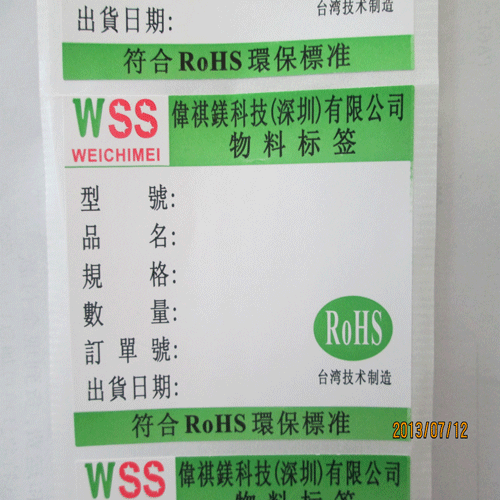 出貨日期:
台湾技术制造
符合RoHS環保標准
WSS
偉祺鎂科技(深圳)有限公司
WEICHIMEI
物料标签
型號:
品名:
規格:
數量:
訂單號:
RoHS
出貨日期:
台湾技术制造
符合RoHS環保標准
2013/07/12
WSS
偉祺鎂科技(深圳)有限公司
物料标签